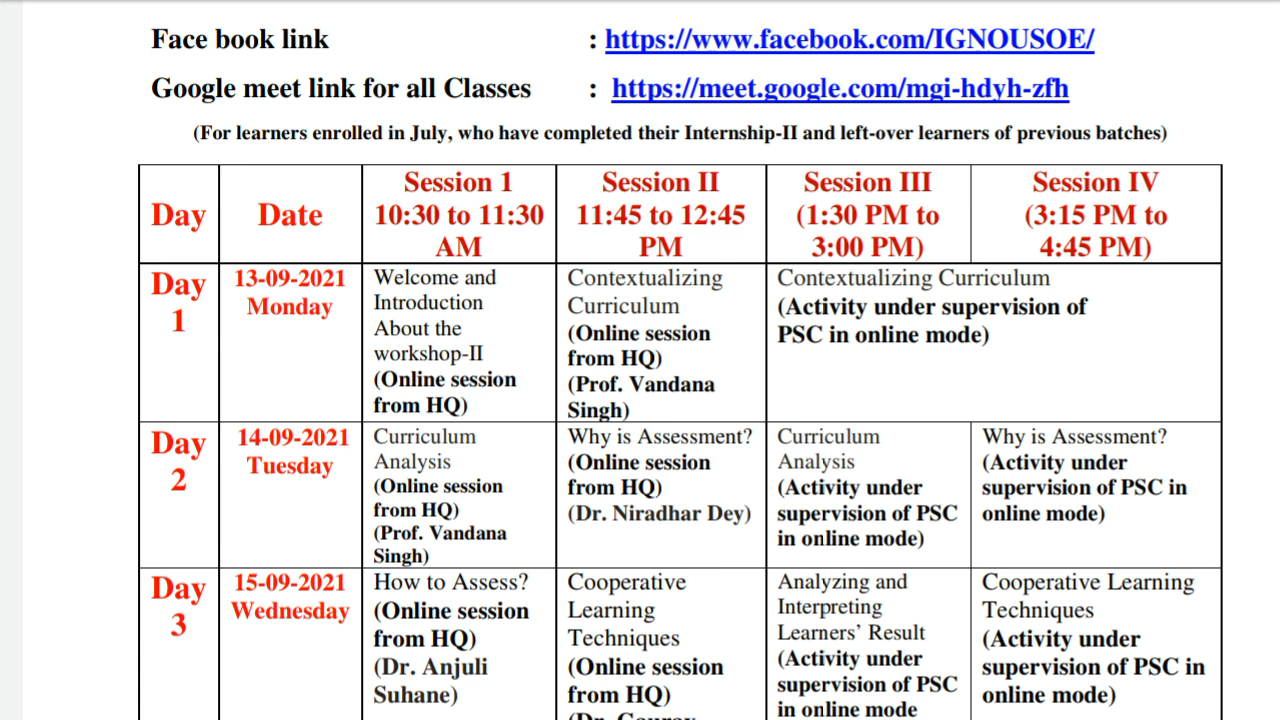 Face book link : https://www.facebook.com/IGNOUSOE/
Google meet link for all Classes : https://meet.google.com/mgi-hdyh-zfh
(For learners enrolled in July, who have completed their Internship-II and left-over learners of previous batches)
Day
Date
Session 1
10:30 to 11:30
AM
Session II
11:45 to 12:45
PM
Session III
(1:30 PM to
3:00 PM)
Session IV
(3:15 PM to
4:45 PM)
Day
1
13-09-2021
Monday
Welcome and
Introduction
About the
workshop-II
(Online session
from HQ)
Contextualizing
Curriculum
(Online session
from HQ)
(Prof. Vandana
Singh)
Contextualizing Curriculum
(Activity under supervision of
PSC in online mode)
Day
2
14-09-2021
Tuesday
Curriculum
Analysis
(Online session
from HQ)
(Prof. Vandana
Singh)
Why is Assessment?
(Online session
from HQ)
(Dr. Niradhar Dey)
Curriculum
Analysis
(Activity under
supervision of PSC
in online mode)
Why is Assessment?
(Activity under
supervision of PSC in
online mode)
Day
3
15-09-2021
Wednesday
How to Assess?
(Online session
from HQ)
(Dr. Anjuli
Suhane)
Cooperative
Learning
Techniques
(Online session
from HQ)
Analyzing and
Interpreting
Learners' Result
(Activity under
supervision of PSC
in online mode
Cooperative Learning
Techniques
(Activity under
supervision of PSC in
online mode)